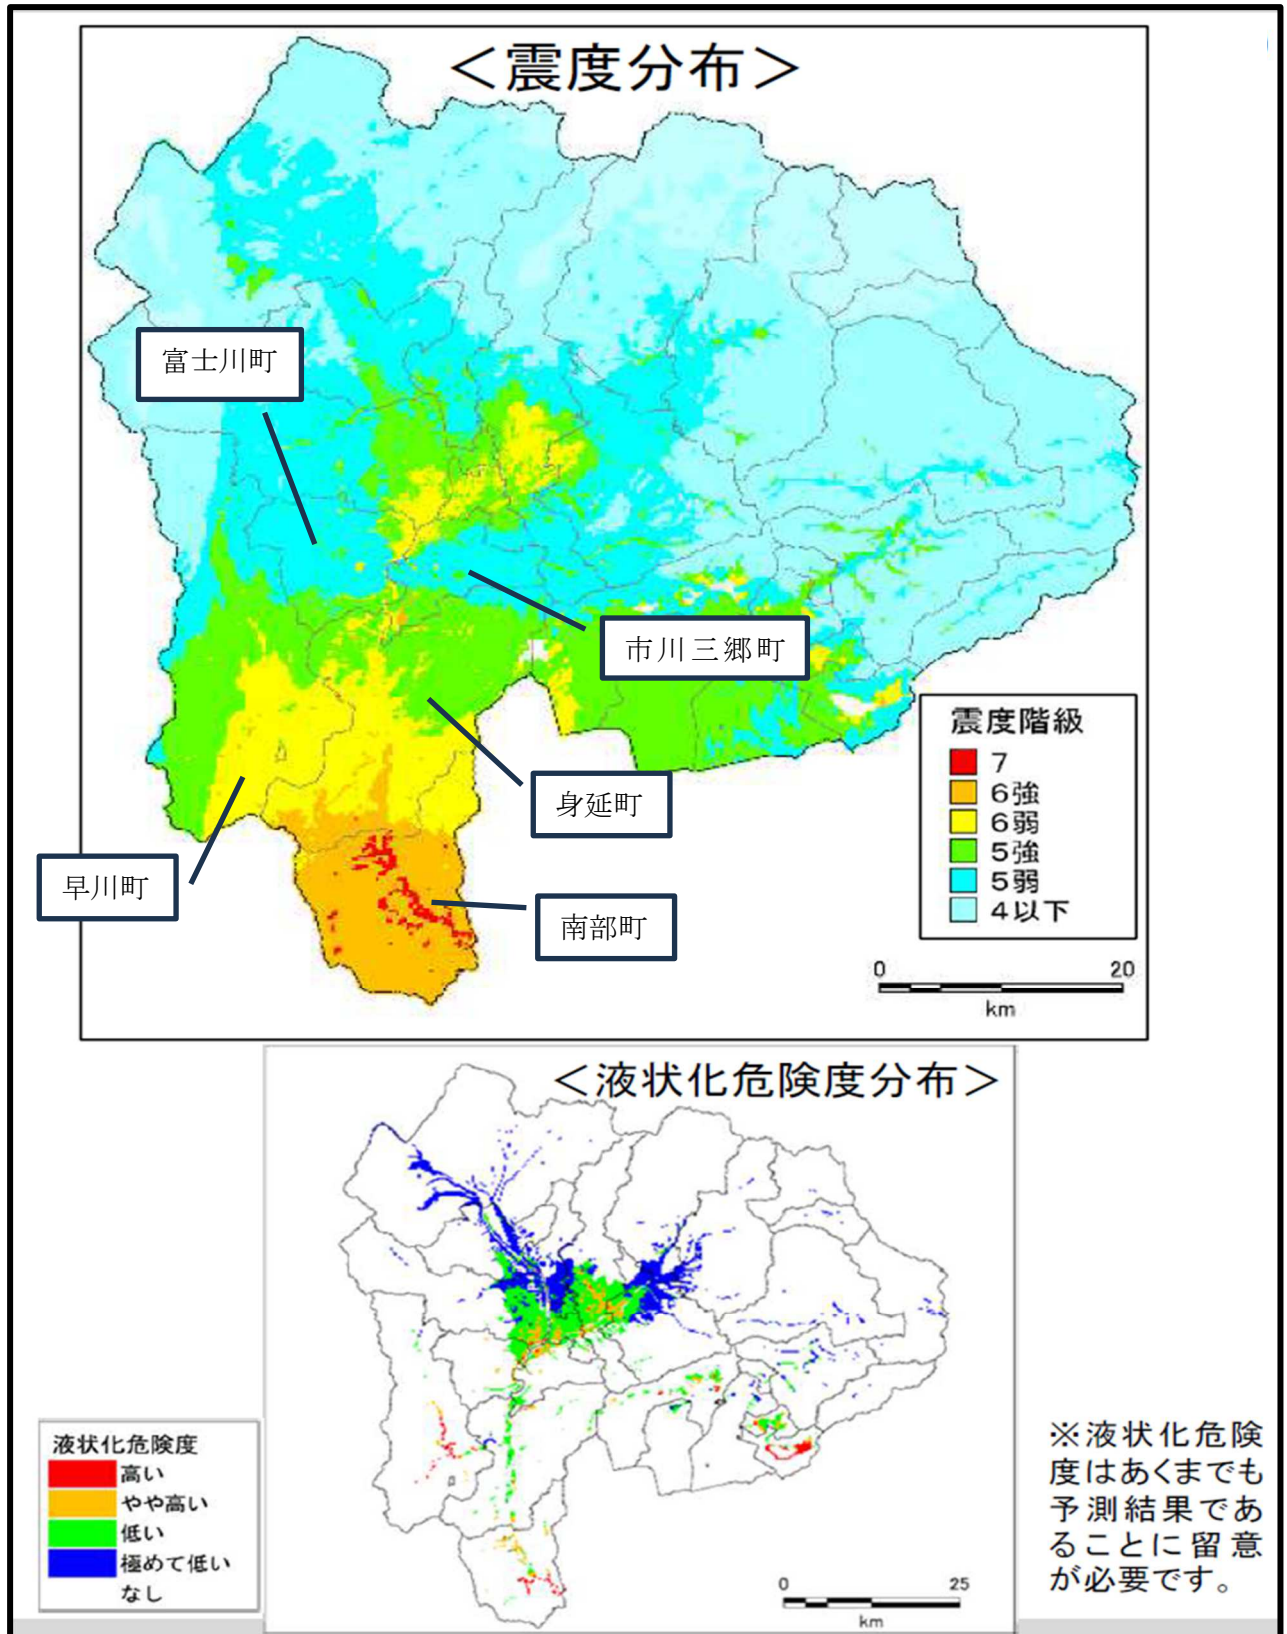 ＜震度分布＞
富士川町
市川三郷町
身延町
早川町
南部町
震度階級
7
6強
6弱
5強
5弱
4以下
0 20
km
＜液状化危険度分布＞
液状化危険度
高い
やや高い
低い
極めて低い
なし
0 25
km
※液状化危険
度はあくまでも
予測結果であ
ることに留意
が必要です。